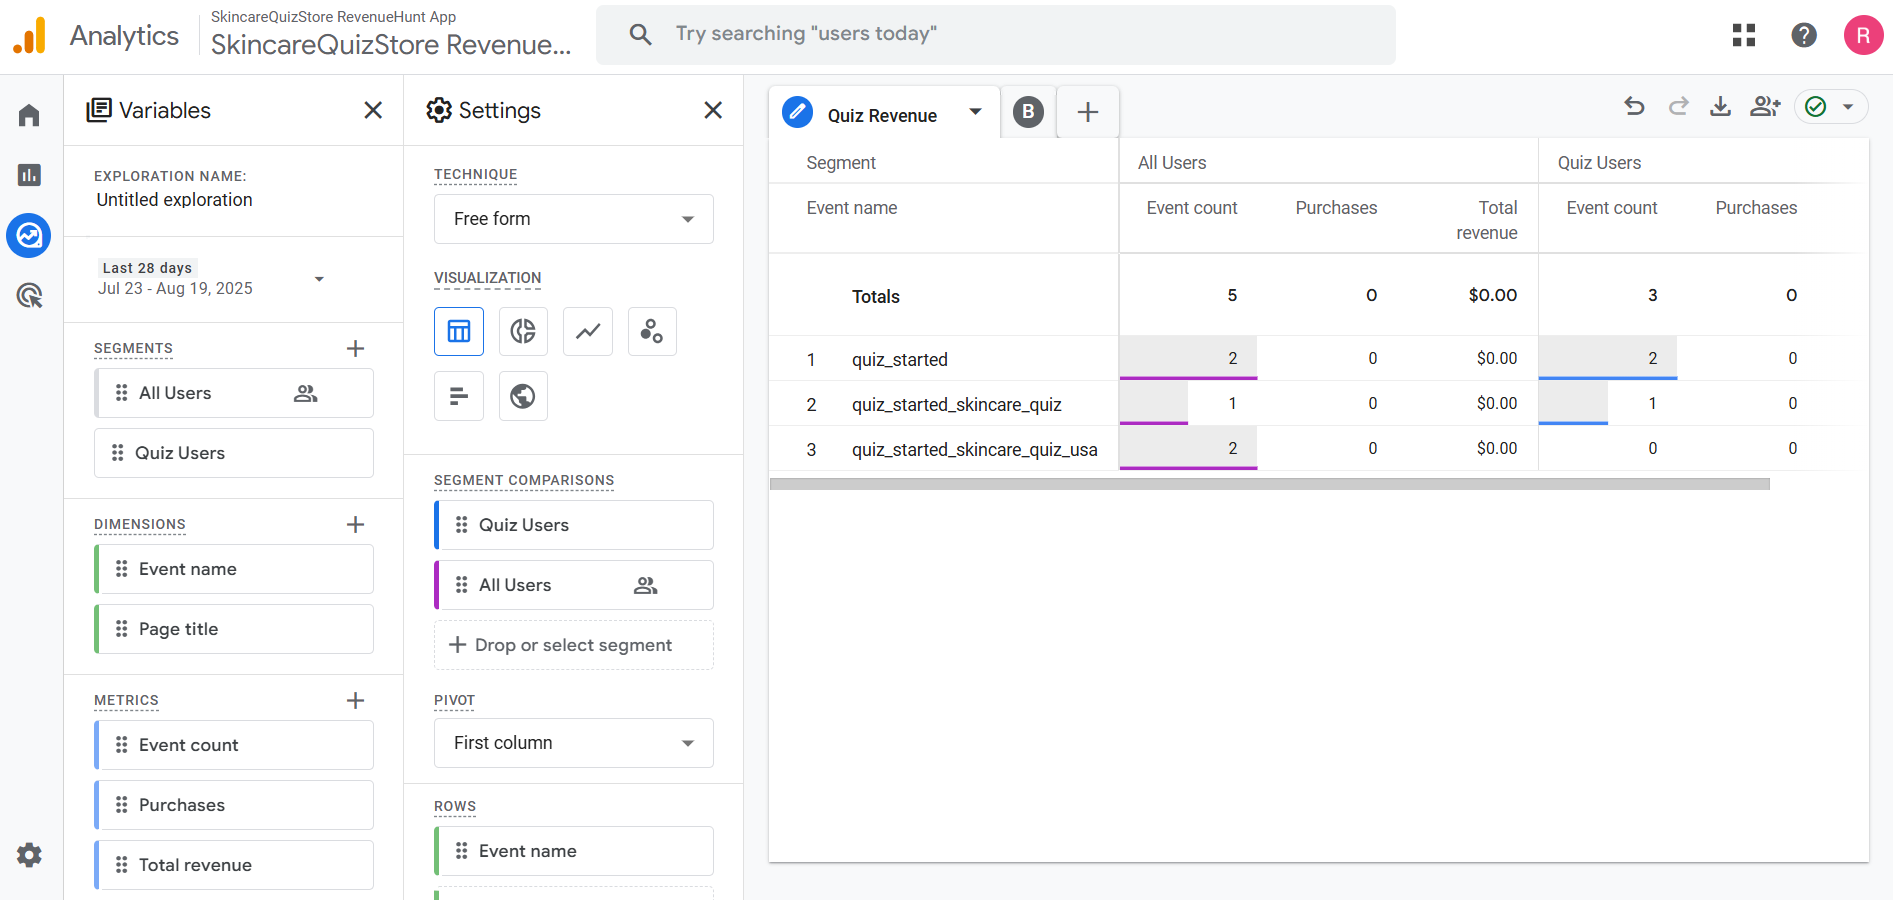 Analytics
SkincareQuizStore RevenueHunt App
SkincareQuizStore Revenue...
Try searching "users today"
R
Variables
EXPLORATION NAME:
Untitled exploration
Last 28 days
Jul 23 - Aug 19, 2025
SEGMENTS
All Users
Quiz Users
DIMENSIONS
Event name
Page title
METRICS
Event count
Purchases
Total revenue
Settings
TECHNIQUE
Free form
VISUALIZATION
SEGMENT COMPARISONS
Quiz Users
All Users
Drop or select segment
PIVOT
First column
ROWS
Event name
Quiz Revenue
B
Segment All Users Quiz Users
Event name Event count Purchases Total revenue Event count Purchases
Totals 5 0 $0.00 3 0
1 quiz_started 2 0 $0.00 2 0
2 quiz_started_skincare_quiz 1 0 $0.00 1 0
3 quiz_started_skincare_quiz_usa 2 0 $0.00 0 0